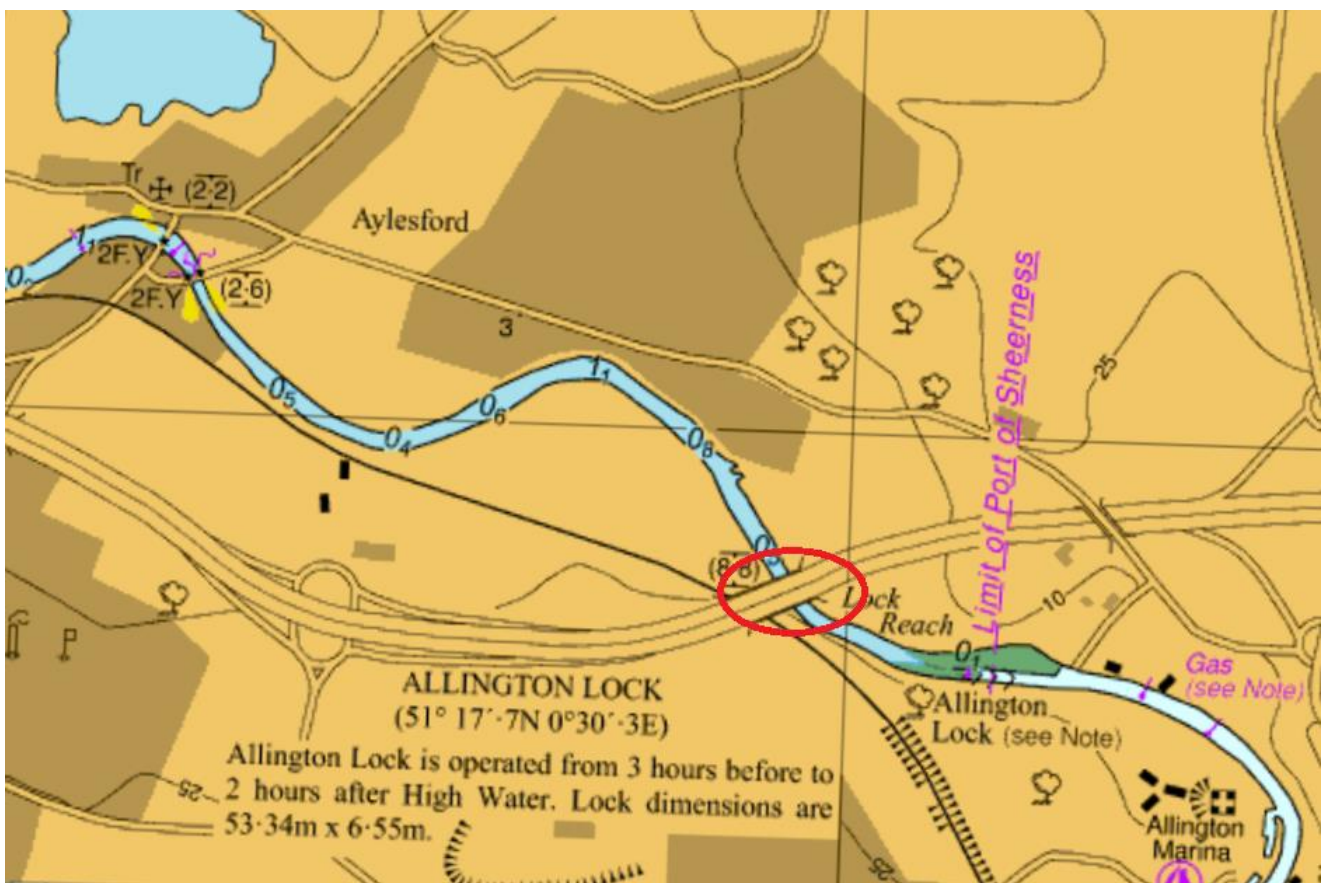 Tr
(2·2)
Aylesford
1₁
2F.Y
0₅
2F.Y
(2·6)
3
1₁
0₅
0₆
0₄
0₈
25
Limit of Port of Sheerness
(8·8)
Lock
Reach
10
0₁
Gas
(see Note)
ALLINGTON LOCK
(51° 17´·7N 0°30´·3E)
Allington
Lock (see Note)
Allington Lock is operated from 3 hours before to
2 hours after High Water. Lock dimensions are
53·34m x 6·55m.
25
25
Allington
Marina